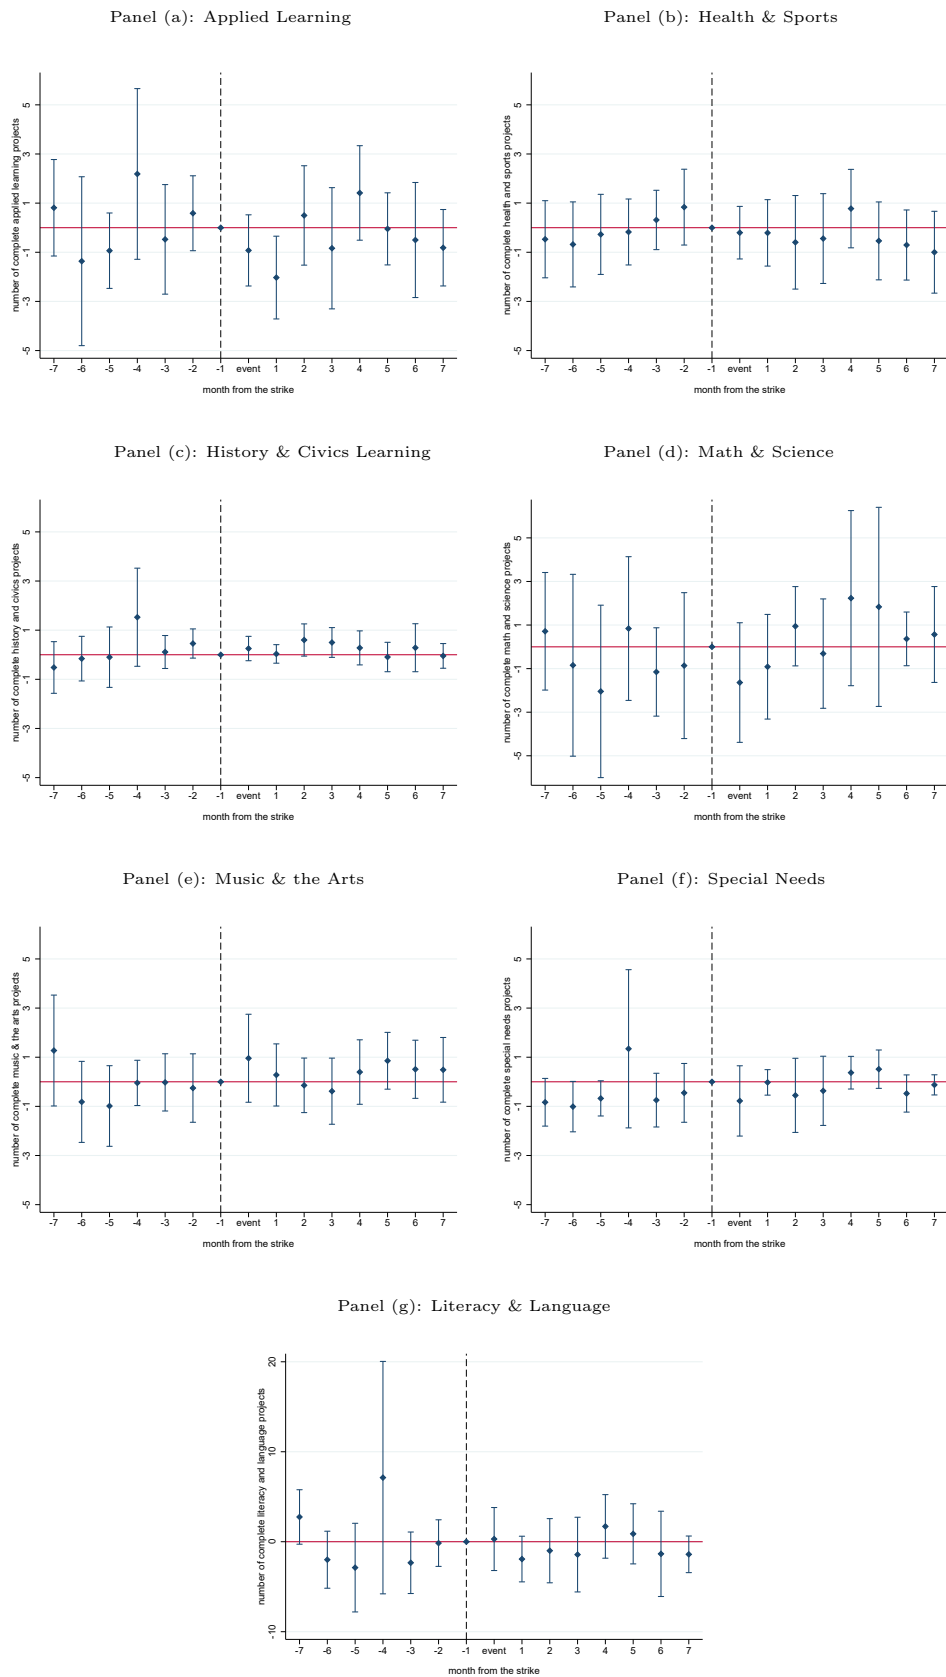 Panel (a): Applied Learning
number of complete applied learning projects
5
3
1
-1
-3
-5
-7 -6 -5 -4 -3 -2 -1 event 1 2 3 4 5 6 7
month from the strike
Panel (b): Health & Sports
number of complete health and sports projects
5
3
1
-1
-3
-5
-7 -6 -5 -4 -3 -2 -1 event 1 2 3 4 5 6 7
month from the strike
Panel (c): History & Civics Learning
number of complete history and civics projects
5
3
1
-1
-3
-5
-7 -6 -5 -4 -3 -2 -1 event 1 2 3 4 5 6 7
month from the strike
Panel (d): Math & Science
number of complete math and science projects
5
3
1
-1
-3
-5
-7 -6 -5 -4 -3 -2 -1 event 1 2 3 4 5 6 7
month from the strike
Panel (e): Music & the Arts
number of complete music & the arts projects
5
3
1
-1
-3
-5
-7 -6 -5 -4 -3 -2 -1 event 1 2 3 4 5 6 7
month from the strike
Panel (f): Special Needs
number of complete special needs projects
5
3
1
-1
-3
-5
-7 -6 -5 -4 -3 -2 -1 event 1 2 3 4 5 6 7
month from the strike
Panel (g): Literacy & Language
number of complete literacy and language projects
20
10
0
-10
-7 -6 -5 -4 -3 -2 -1 event 1 2 3 4 5 6 7
month from the strike